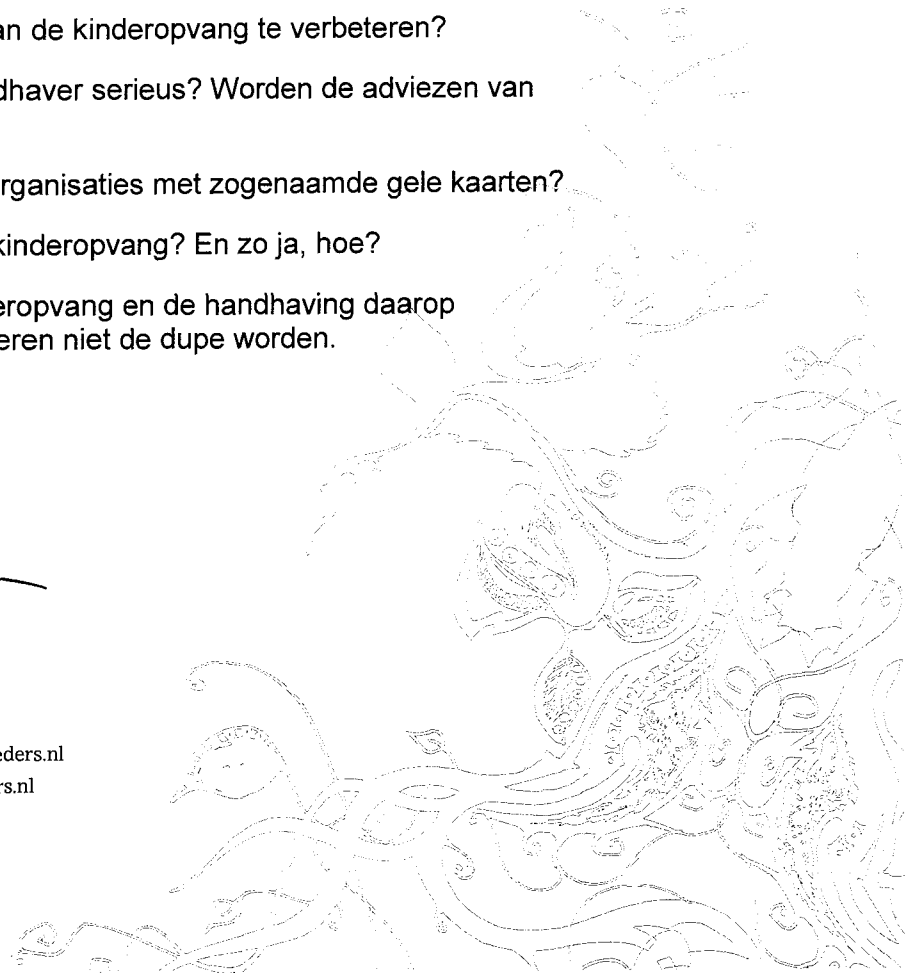 an de kinderopvang te verbeteren?
dhaver serieus? Worden de adviezen van
rganisaties met zogenaamde gele kaarten?
kinderopvang? En zo ja, hoe?
eropvang en de handhaving daarop
eren niet de dupe worden.
eders.nl
rs.nl